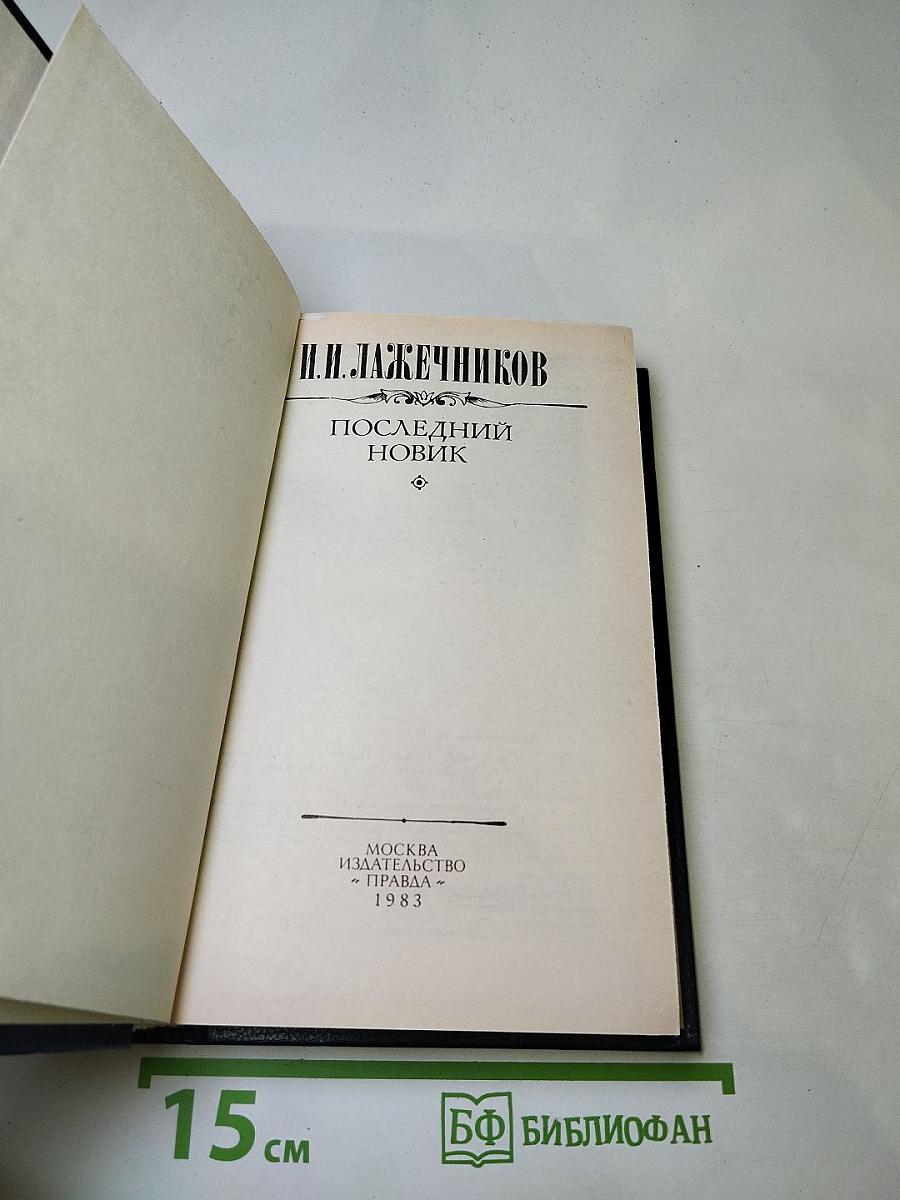 И.И.ЛАЖЕЧНИКОВ
ПОСЛЕДНИЙ
НОВИК
МОСКВА
ИЗДАТЕЛЬСТВО
« ПРАВДА »
1983
15 см
БФ БИБЛИОФАН